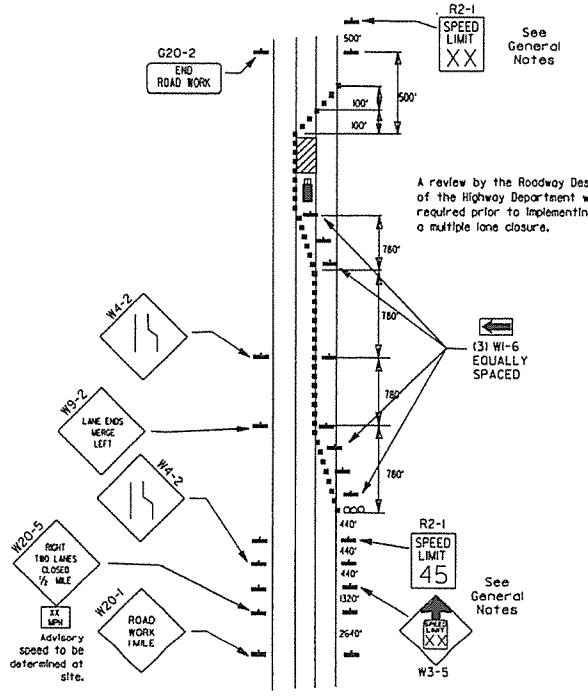 R2-1
SPEED
LIMIT
XX
See
General
Notes
G20-2
END
ROAD WORK
500'
500'
100'
100'
A review by the Roadway Des
of the Highway Department w
required prior to implementin
a multiple lane closure.
780'
780'
780
780'
W4-2
(3) W1-6
EQUALLY
SPACED
W9-2
LANE ENDS
MERGE
LEFT
W4-2
440'
440'
440'
1320'
2640'
R2-1
SPEED
LIMIT
45
W20-5
RIGHT
TWO LANES
CLOSED
1/2 MILE
XX
MPH
Advisory
speed to be
determined at
site.
W20-1
ROAD
WORK
1 MILE
See
General
Notes
SPEED
LIMIT
XX
W3-5